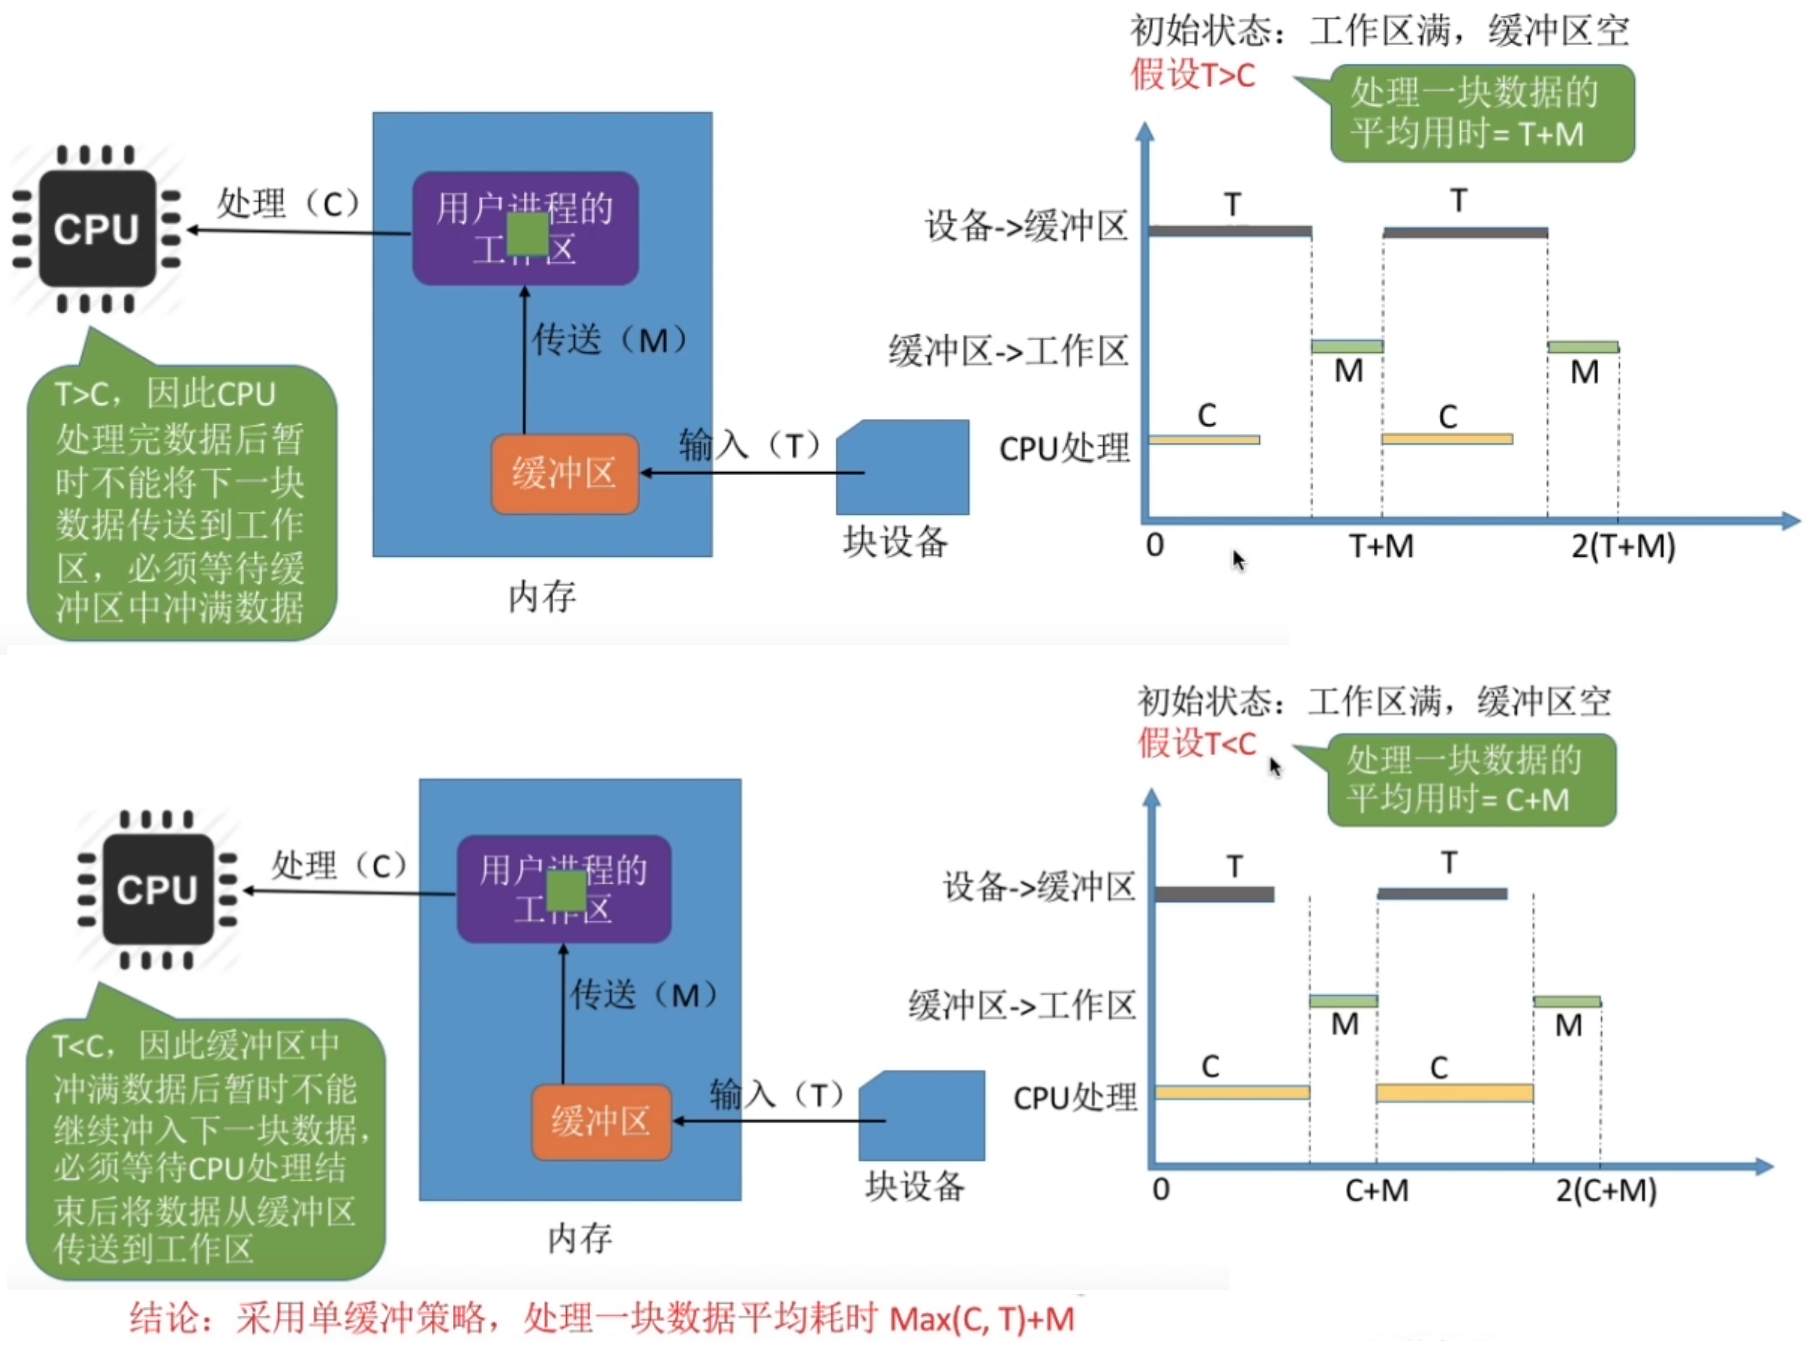 初始状态：工作区满，缓冲区空
假设T>C
处理一块数据的
平均用时= T+M
CPU
处理（C）
用户进程的
工作区
传送（M）
缓冲区
输入（T）
块设备
内存
T>C，因此CPU
处理完数据后暂
时不能将下一块
数据传送到工作
区，必须等待缓
冲区中冲满数据
设备->缓冲区
T
T
缓冲区->工作区
M
M
CPU处理
C
C
0
T+M
2(T+M)
初始状态：工作区满，缓冲区空
假设T<C
处理一块数据的
平均用时= C+M
CPU
处理（C）
用户进程的
工作区
传送（M）
缓冲区
输入（T）
块设备
内存
T<C，因此缓冲区中
冲满数据后暂时不能
继续冲入下一块数据，
必须等待CPU处理结
束后将数据从缓冲区
传送到工作区
设备->缓冲区
T
T
缓冲区->工作区
M
M
CPU处理
C
C
0
C+M
2(C+M)
结论：采用单缓冲策略，处理一块数据平均耗时 Max(C, T)+M